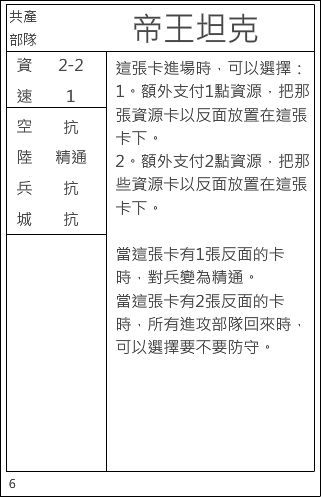 共產
部隊
帝王坦克
資 2-2
速 1
空 抗
陸 精通
兵 抗
城 抗
這張卡進場時，可以選擇：
1。額外支付1點資源，把那
張資源卡以反面放置在這張
卡下。
2。額外支付2點資源，把那
些資源卡以反面放置在這張
卡下。
當這張卡有1張反面的卡
時，對兵變為精通。
當這張卡有2張反面的卡
時，所有進攻部隊回來時，
可以選擇要不要防守。
6